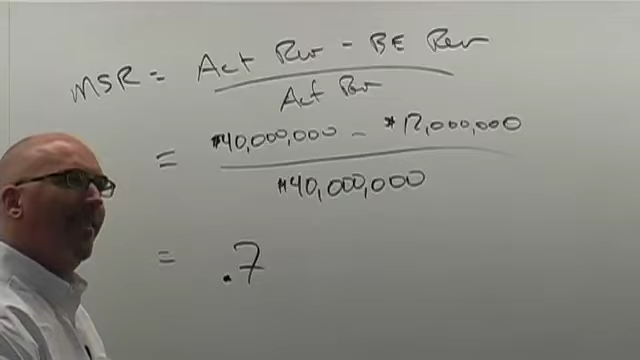 MSR = Act Rev - BE Rev
Act Rev
= $40,000,000 - $12,000,000
$40,000,000
= .7